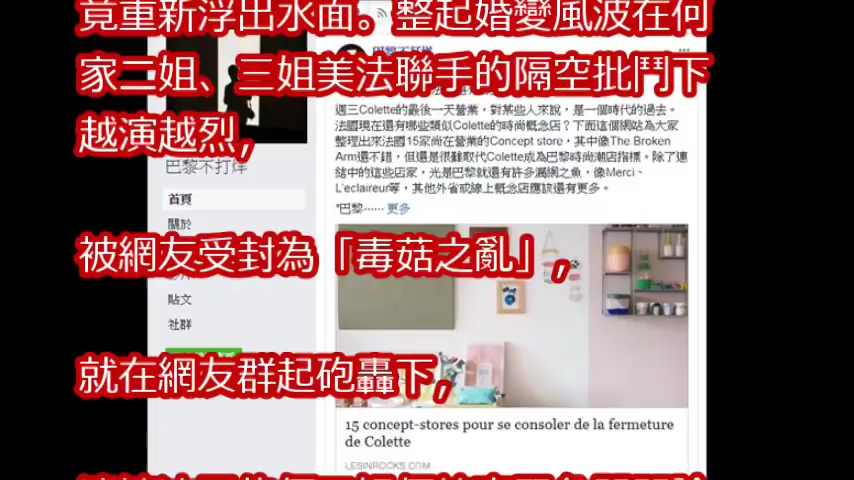 竟重新浮出水面。整起婚變風波在何
家二姐、三姐美法聯手的隔空批鬥下
越演越烈,
被網友受封為「毒菇之亂」,
就在網友群起砲轟下,
巴黎不打烊
首頁
關於
貼文
社群
週三Colette的最後一天營業，對某些人來說，是一個時代的過去。
法國現在還有哪些類似Colette的時尚概念店？下面這個網站為大家
整理出來法國15家尚在營業的Concept store，其中像The Broken
Arm還不錯，但還是很難取代Colette成為巴黎時尚潮店指標。除了連
結中的這些店家，光是巴黎就還有許多漏網之魚，像Merci、
L'eclaireur等，其他外省或線上概念店應該還有更多。
"巴黎…… 更多
15 concept-stores pour se consoler de la fermeture
de Colette
LESINROCKS.COM